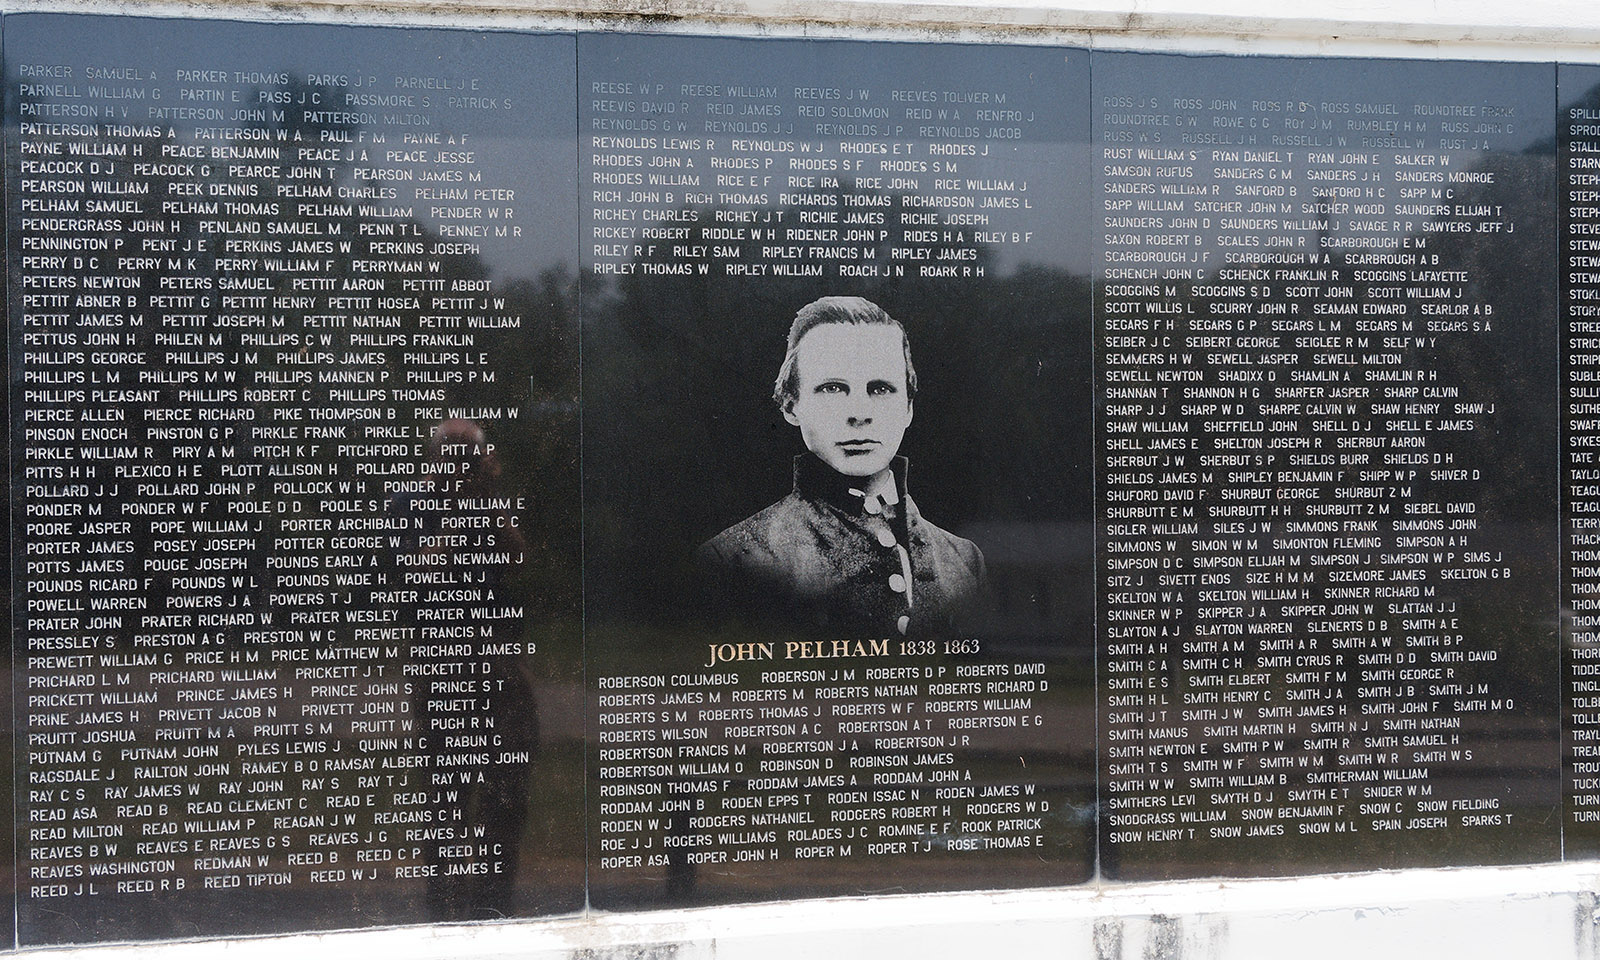 PARKER SAMUEL A PARKER THOMAS PARKS J P PARNELL J E
PARNELL WILLIAM G PARTIN E PASS J C PASSMORE S PATRICK S
PATTERSON H V PATTERSON JOHN M PATTERSON MILTON
PATTERSON THOMAS A PATTERSON W A PAUL F M PAYNE A F
PAYNE WILLIAM H PEACE BENJAMIN PEACE J A PEACE JESSE
PEACOCK D J PEACOCK G PEARCE JOHN T PEARSON JAMES M
PEARSON WILLIAM PEEK DENNIS PELHAM CHARLES PELHAM PETER
PELHAM SAMUEL PELHAM THOMAS PELHAM WILLIAM PENDER W R
PENDERGRASS JOHN H PENLAND SAMUEL M PENN T L PENNEY M R
PENNINGTON P PENT J E PERKINS JAMES W PERKINS JOSEPH
PERRY D C PERRY M K PERRY WILLIAM F PERRYMAN W
PETERS NEWTON PETERS SAMUEL PETTIT AARON PETTIT ABBOT
PETTIT ABNER B PETTIT G PETTIT HENRY PETTIT HOSEA PETTIT J W
PETTIT JAMES M PETTIT JOSEPH M PETTIT NATHAN PETTIT WILLIAM
PETTUS JOHN H PHILEN M PHILLIPS C W PHILLIPS FRANKLIN
PHILLIPS GEORGE PHILLIPS J M PHILLIPS JAMES PHILLIPS L E
PHILLIPS L M PHILLIPS M W PHILLIPS MANNEN P PHILLIPS P M
PHILLIPS PLEASANT PHILLIPS ROBERT C PHILLIPS THOMAS
PIERCE ALLEN PIERCE RICHARD PIKE THOMPSON B PIKE WILLIAM W
PINSON ENOCH PINSTON G P PIRKLE FRANK PIRKLE L F
PIRKLE WILLIAM R PIRY A M PITCH K F PITCHFORD E PITT A P
PITTS H H PLEXICO H E PLOTT ALLISON H POLLARD DAVID P
POLLARD J J POLLARD JOHN P POLLOCK W H PONDER J F
PONDER M PONDER W F POOLE D D POOLE S F POOLE WILLIAM E
POORE JASPER POPE WILLIAM J PORTER ARCHIBALD N PORTER C C
PORTER JAMES POSEY JOSEPH POTTER GEORGE W POTTER J S
POTTS JAMES POUGE JOSEPH POUNDS EARLY A POUNDS NEWMAN J
POUNDS RICARD F POUNDS W L POUNDS WADE H POWELL N J
POWELL WARREN POWERS J A POWERS T J PRATER JACKSON A
PRATER JOHN PRATER RICHARD W PRATER WESLEY PRATER WILLIAM
PRESSLEY S PRESTON A G PRESTON W C PREWETT FRANCIS M
PREWETT WILLIAM G PRICE H M PRICE MATTHEW M PRICHARD JAMES B
PRICHARD L M PRICHARD WILLIAM PRICKETT J T PRICKETT T D
PRICKETT WILLIAM PRINCE JAMES H PRINCE JOHN S PRINCE S T
PRINE JAMES H PRIVETT JACOB N PRIVETT JOHN D PRUETT J
PRUITT JOSHUA PRUITT M A PRUITT S M PRUITT W PUGH R N
PUTNAM G PUTNAM JOHN PYLES LEWIS J QUINN N C RABUN G
RAGSDALE J RAILTON JOHN RAMEY B O RAMSAY ALBERT RANKINS JOHN
RAY C S RAY JAMES W RAY JOHN RAY S RAY T J RAY W A
READ ASA READ B READ CLEMENT C READ E READ J W
READ MILTON READ WILLIAM P REAGAN J W REAGANS C H
REAVES B W REAVES E REAVES G S REAVES J G REAVES J W
REAVES WASHINGTON REDMAN W REED B REED C P REED H C
REED J L REED R B REED TIPTON REED W J REESE JAMES E
REESE W P REESE WILLIAM REEVES J W REEVES TOLIVER M
REEVIS DAVID R REID JAMES REID SOLOMON REID W A RENFRO J
REYNOLDS G W REYNOLDS J J REYNOLDS J P REYNOLDS JACOB
REYNOLDS LEWIS R REYNOLDS W J RHODES E T RHODES J
RHODES JOHN A RHODES P RHODES S F RHODES S M
RHODES WILLIAM RICE E F RICE IRA RICE JOHN RICE WILLIAM J
RICH JOHN B RICH THOMAS RICHARDS THOMAS RICHARDSON JAMES L
RICHEY CHARLES RICHEY J T RICHIE JAMES RICHIE JOSEPH
RICKEY ROBERT RIDDLE W H RIDENER JOHN P RIDES H A RILEY B F
RILEY R F RILEY SAM RIPLEY FRANCIS M RIPLEY JAMES
RIPLEY THOMAS W RIPLEY WILLIAM ROACH J N ROARK R H
JOHN PELHAM 1838 1863
ROBERSON COLUMBUS ROBERSON J M ROBERTS D P ROBERTS DAVID
ROBERTS JAMES M ROBERTS M ROBERTS NATHAN ROBERTS RICHARD D
ROBERTS S M ROBERTS THOMAS J ROBERTS W F ROBERTS WILLIAM
ROBERTS WILSON ROBERTSON A C ROBERTSON A T ROBERTSON E G
ROBERTSON FRANCIS M ROBERTSON J A ROBERTSON J R
ROBERTSON WILLIAM O ROBINSON D ROBINSON JAMES
ROBINSON THOMAS F RODDAM JAMES A RODDAM JOHN A
RODDAM JOHN B RODEN EPPS T RODEN ISSAC N RODEN JAMES W
RODEN W J RODGERS NATHANIEL RODGERS ROBERT H RODGERS W D
ROE J J ROGERS WILLIAMS ROLADES J C ROMINE E F ROOK PATRICK
ROPER ASA ROPER JOHN H ROPER M ROPER T J ROSE THOMAS E
ROSS J S ROSS JOHN ROSS R D ROSS SAMUEL ROUNDTREE FRANK
ROUNDTREE G W ROWE G G ROY J M RUMBLEY H M RUSS JOHN C
RUSS W S RUSSELL J H RUSSELL J W RUSSELL W RUST J A
RUST WILLIAM S RYAN DANIEL T RYAN JOHN E SALKER W
SAMSON RUFUS SANDERS G M SANDERS J H SANDERS MONROE
SANDERS WILLIAM R SANFORD B SANFORD H C SAPP M C
SAPP WILLIAM SATCHER JOHN M SATCHER WOOD SAUNDERS ELIJAH T
SAUNDERS JOHN D SAUNDERS WILLIAM J SAVAGE R R SAWYERS JEFF J
SAXON ROBERT B SCALES JOHN R SCARBOROUGH E M
SCARBOROUGH J F SCARBOROUGH W A SCARBROUGH A B
SCHENCH JOHN C SCHENCK FRANKLIN R SCOGGINS LAFAYETTE
SCOGGINS M SCOGGINS S D SCOTT JOHN SCOTT WILLIAM J
SCOTT WILLIS L SCURRY JOHN R SEAMAN EDWARD SEARLOR A B
SEGARS F H SEGARS G P SEGARS L M SEGARS M SEGARS S A
SEIBER J C SEIBERT GEORGE SEIGLEE R M SELF W Y
SEMMERS H W SEWELL JASPER SEWELL MILTON
SEWELL NEWTON SHADIXX D SHAMLIN A SHAMLIN R H
SHANNAN T SHANNON H G SHARFER JASPER SHARP CALVIN
SHARP J J SHARP W D SHARPE CALVIN W SHAW HENRY SHAW J
SHAW WILLIAM SHEFFIELD JOHN SHELL D J SHELL E JAMES
SHELL JAMES E SHELTON JOSEPH R SHERBUT AARON
SHERBUT J W SHERBUT S P SHIELDS BURR SHIELDS D H
SHIELDS JAMES M SHIPLEY BENJAMIN F SHIPP W P SHIVER D
SHUFORD DAVID F SHURBUT GEORGE SHURBUT Z M
SHURBUTT E M SHURBUTT H H SHURBUTT Z M SIEBEL DAVID
SIGLER WILLIAM SILES J W SIMMONS FRANK SIMMONS JOHN
SIMMONS W SIMON W M SIMONTON FLEMING SIMPSON A H
SIMPSON D C SIMPSON ELIJAH M SIMPSON J SIMPSON W P SIMS J
SITZ J SIVETT ENOS SIZE H M M SIZEMORE JAMES SKELTON G B
SKELTON W A SKELTON WILLIAM H SKINNER RICHARD M
SKINNER W P SKIPPER J A SKIPPER JOHN W SLATTAN J J
SLAYTON A J SLAYTON WARREN SLENERTS D B SMITH A E
SMITH A H SMITH A M SMITH A R SMITH A W SMITH B P
SMITH C A SMITH C H SMITH CYRUS R SMITH D D SMITH DAVID
SMITH E S SMITH ELBERT SMITH F M SMITH GEORGE R
SMITH H L SMITH HENRY C SMITH J A SMITH J B SMITH J M
SMITH J T SMITH J W SMITH JAMES H SMITH JOHN F SMITH M O
SMITH MANUS SMITH MARTIN H SMITH N J SMITH NATHAN
SMITH NEWTON E SMITH P W SMITH R SMITH SAMUEL H
SMITH T S SMITH W F SMITH W M SMITH W R SMITH W S
SMITH W W SMITH WILLIAM B SMITHERMAN WILLIAM
SMITHERS LEVI SMYTH D J SMYTH E T SNIDER W M
SNODGRASS WILLIAM SNOW BENJAMIN F SNOW C SNOW FIELDING
SNOW HENRY T SNOW JAMES SNOW M L SPAIN JOSEPH SPARKS T